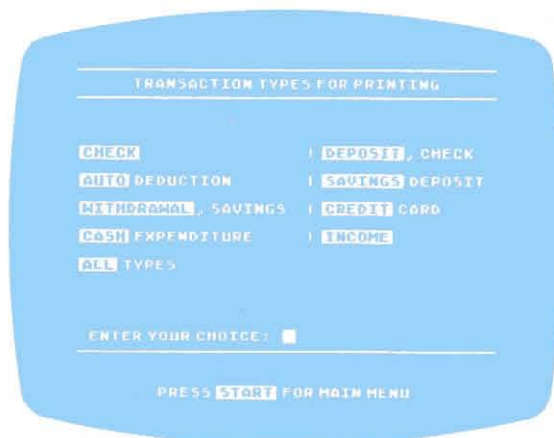 TRANSACTION TYPES FOR PRINTING
CHECK | DEPOSIT, CHECK
AUTO DEDUCTION | SAVINGS DEPOSIT
WITHDRAWAL, SAVINGS | CREDIT CARD
CASH EXPENDITURE | INCOME
ALL TYPES
ENTER YOUR CHOICE:
PRESS START FOR MAIN MENU